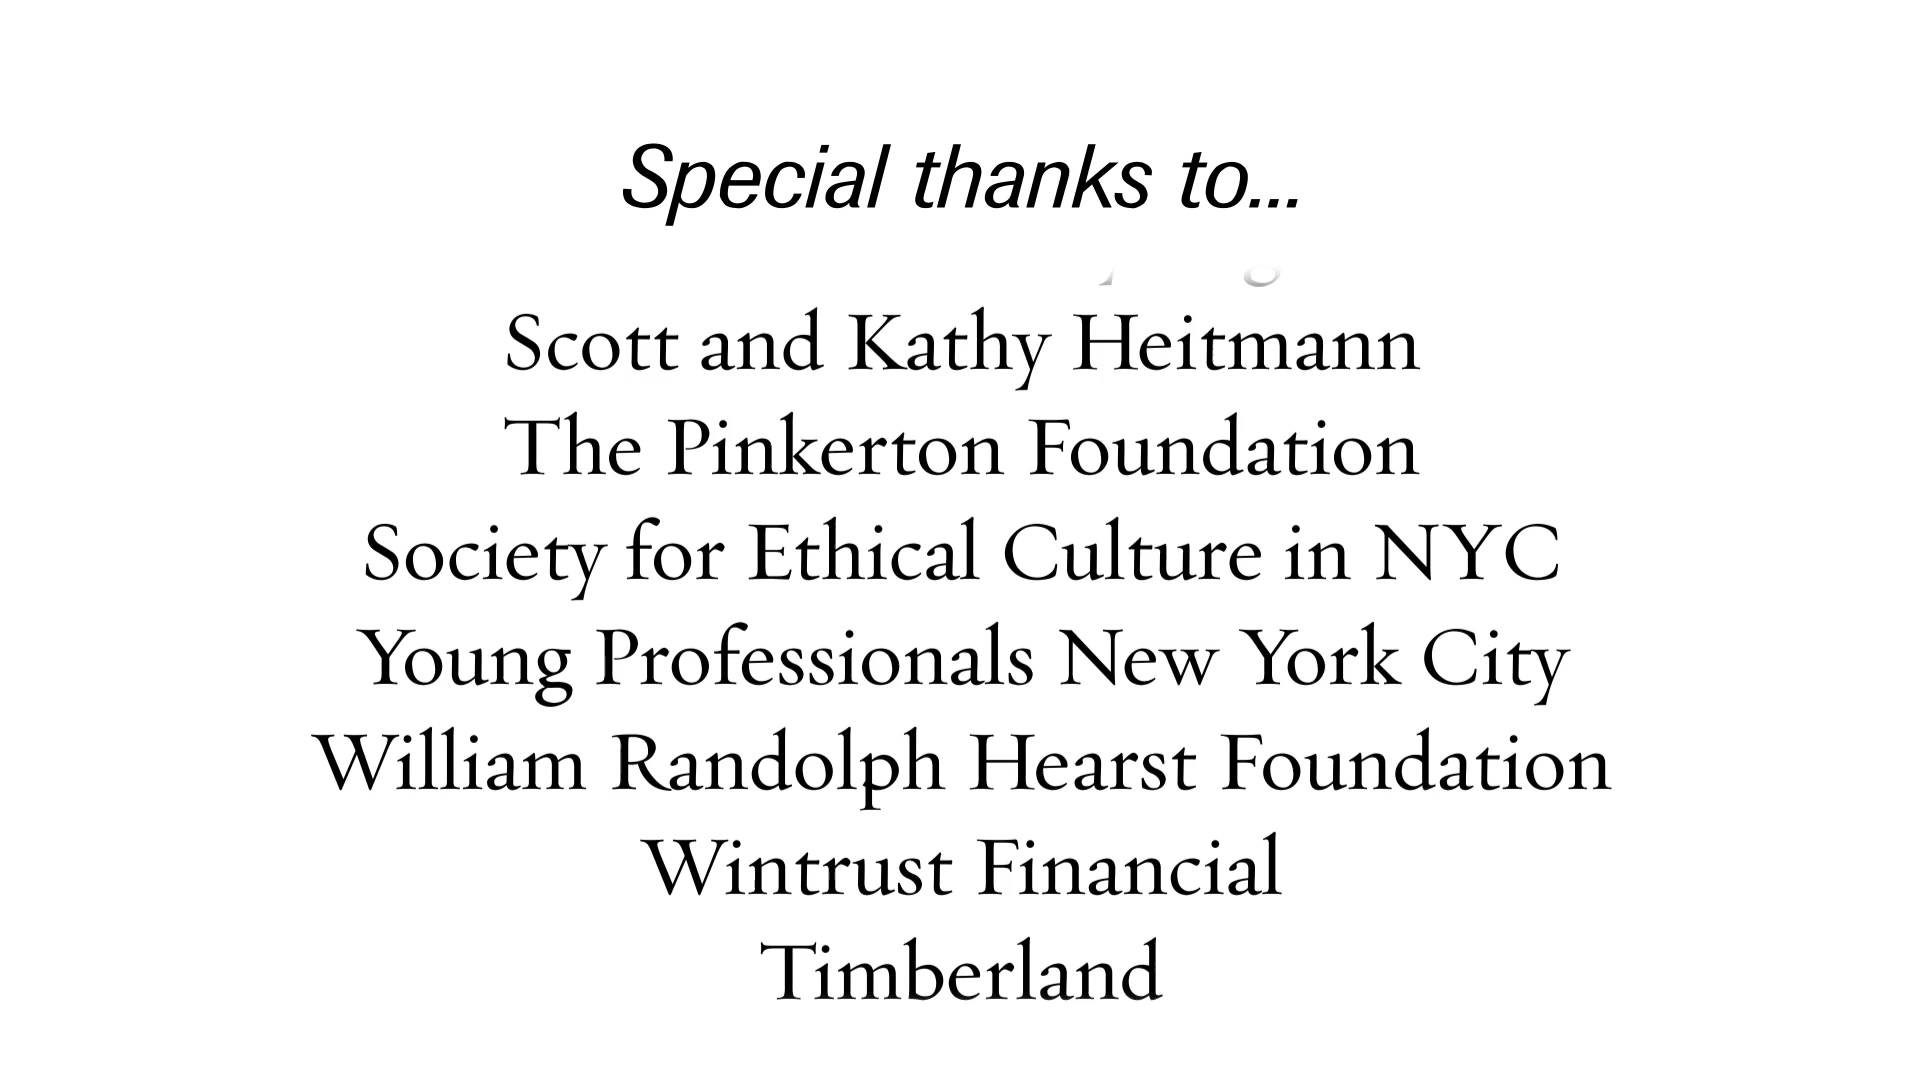 Special thanks to...
Scott and Kathy Heitmann
The Pinkerton Foundation
Society for Ethical Culture in NYC
Young Professionals New York City
William Randolph Hearst Foundation
Wintrust Financial
Timberland